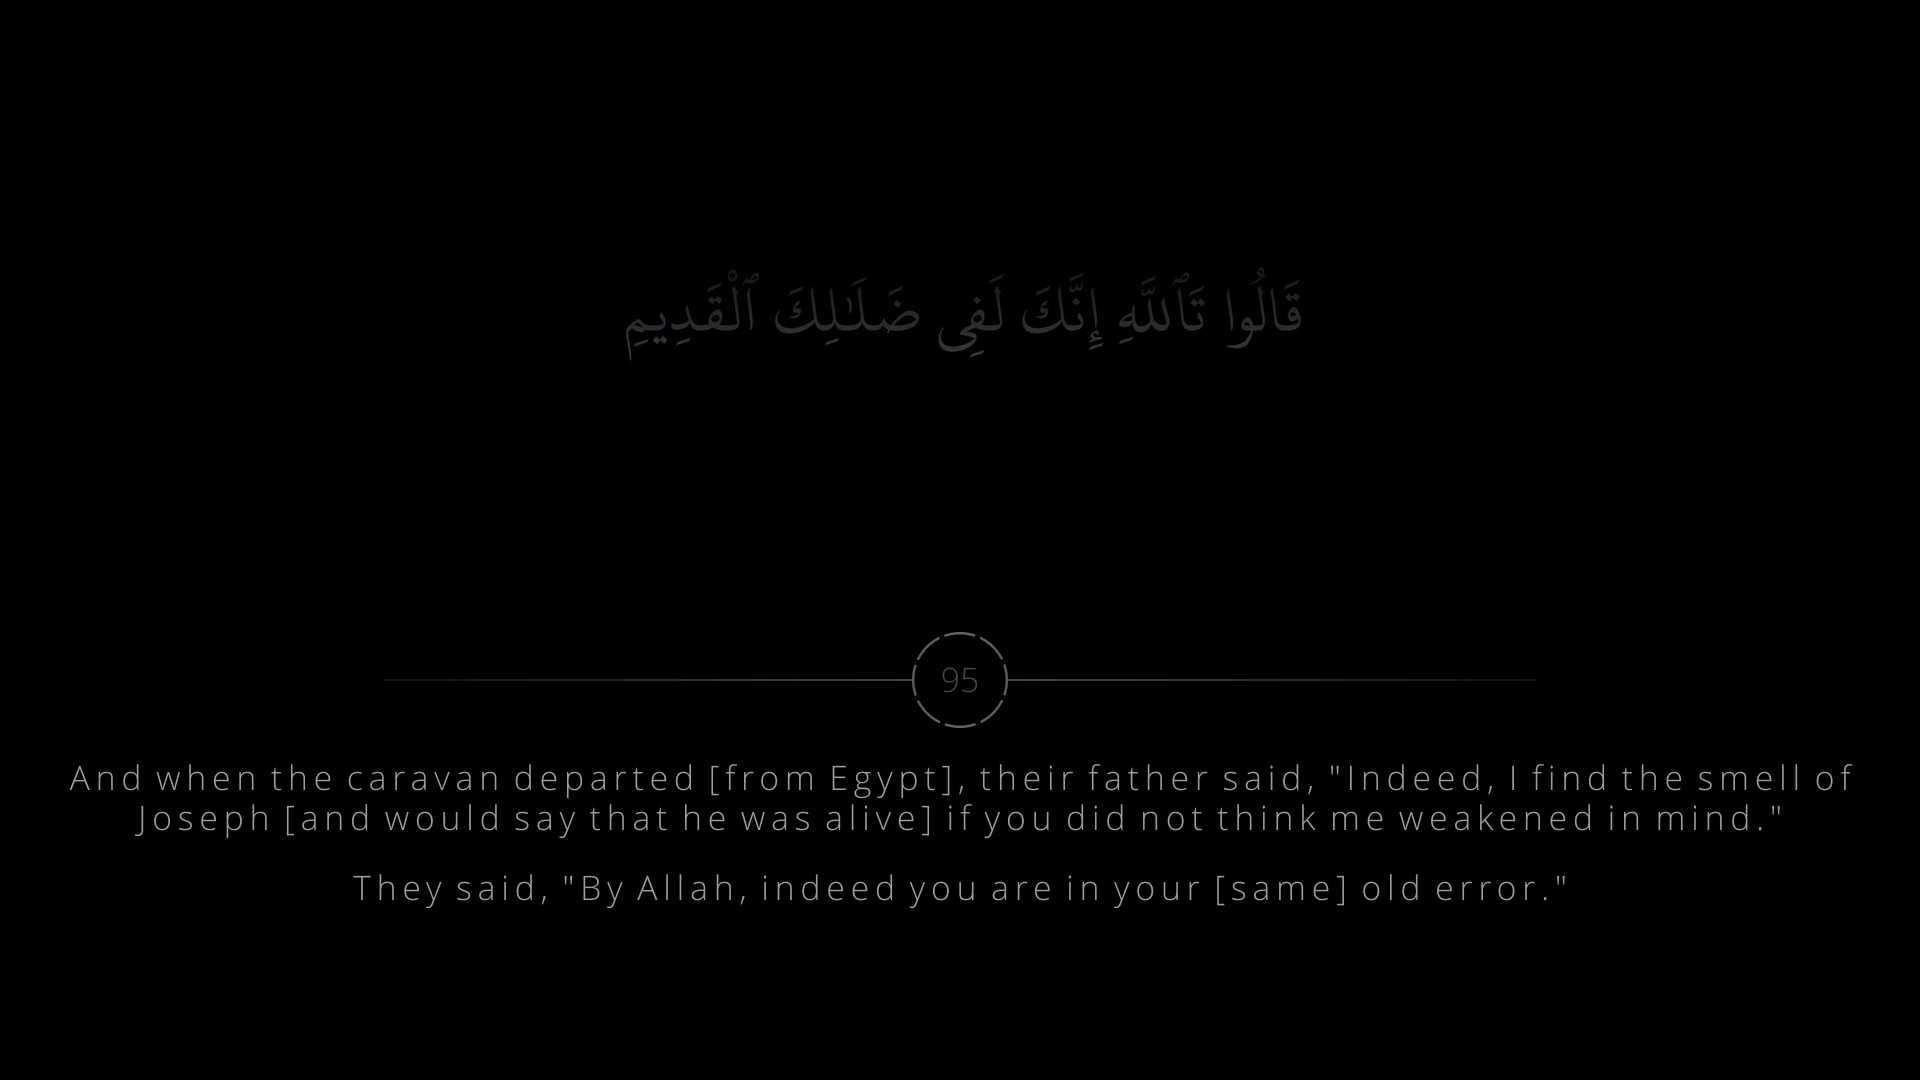 قَالُوا تَٱللَّهِ إِنَّكَ لَفِى ضَلَـٰلِكَ ٱلْقَدِيمِ
95
And when the caravan departed [from Egypt], their father said, "Indeed, I find the smell of
Joseph [and would say that he was alive] if you did not think me weakened in mind."
They said, "By Allah, indeed you are in your [same] old error."